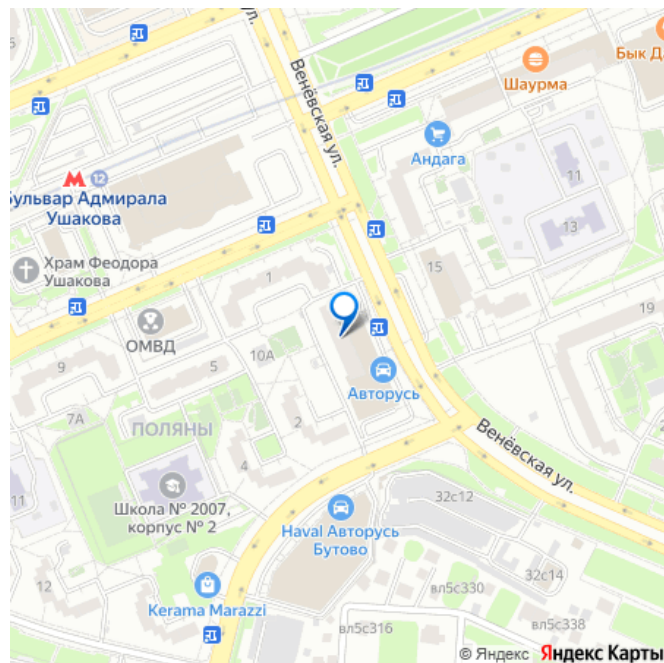 Венёвская ул.
Шаурма
Бык Д
Андага
11
13
12
бульвар Адмирала
Ушакова
15
Храм Феодора
Ушакова
1
19
ОМВД
10А
5
9
Авторусь
7А
ПОЛЯНЫ
2
Венёвская ул.
4
11
Школа № 2007,
корпус № 2
32с12
Haval Авторусь
Бутово
32с14
12
вл5с330
Kerama Marazzi
вл5с316
вл5с338
© Яндекс Яндекс Карты